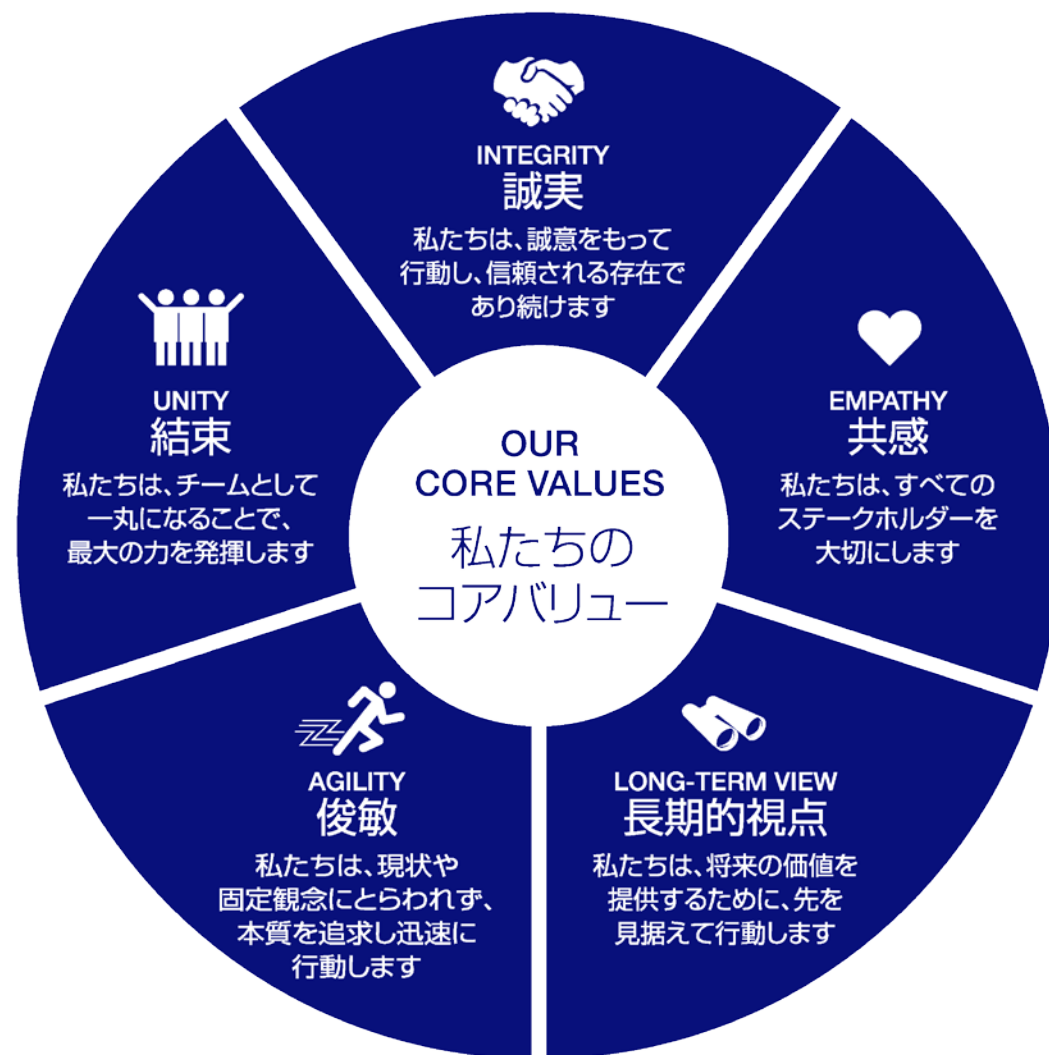 OUR
CORE VALUES
私たちの
コアバリュー
INTEGRITY
誠実
私たちは、誠意をもって
行動し、信頼される存在で
あり続けます
EMPATHY
共感
私たちは、すべての
ステークホルダーを
大切にします
LONG-TERM VIEW
長期的視点
私たちは、将来の価値を
提供するために、先を
見据えて行動します
AGILITY
俊敏
私たちは、現状や
固定観念にとらわれず、
本質を追求し迅速に
行動します
UNITY
結束
私たちは、チームとして
一丸になることで、
最大の力を発揮します